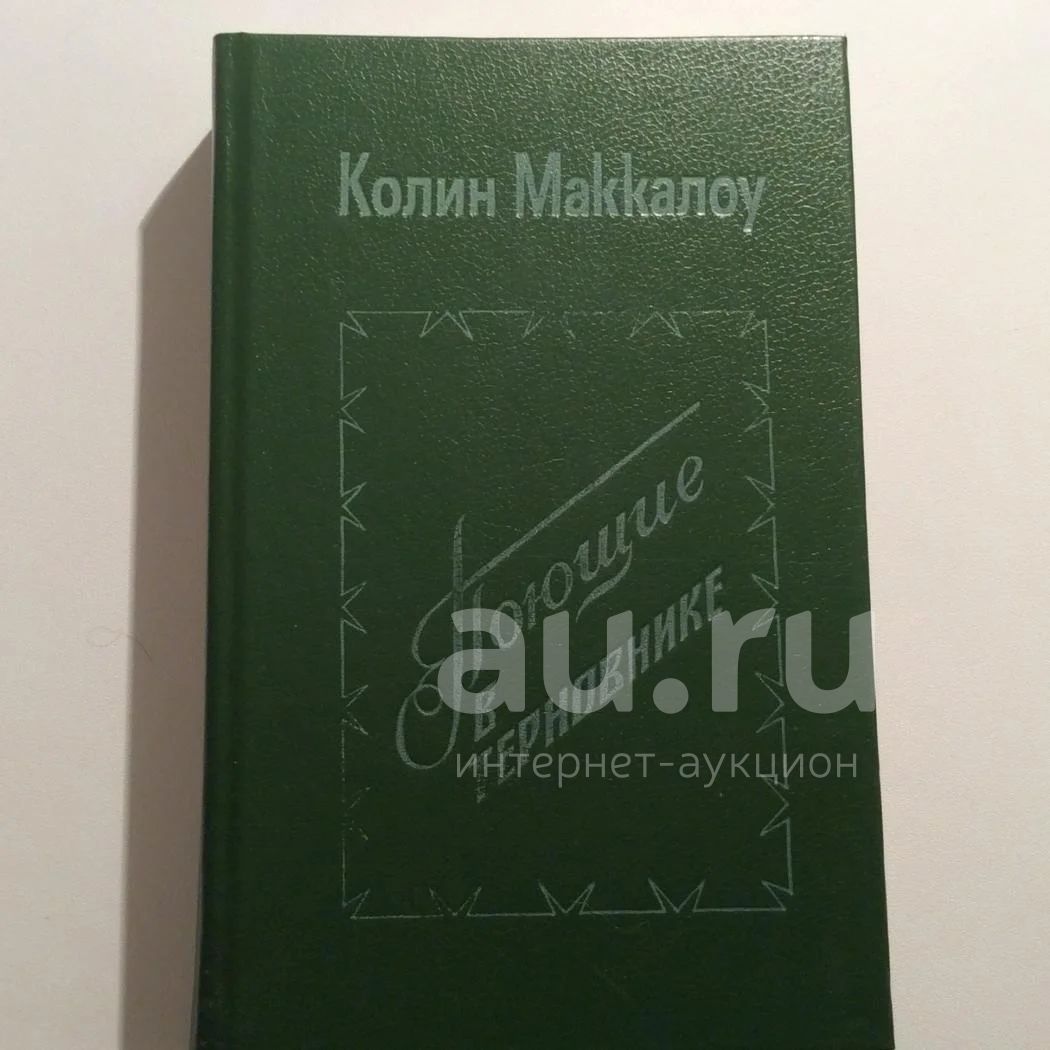 Колин Маккалоу
Поющие
в
терновнике
au.ru
интернет-аукцион